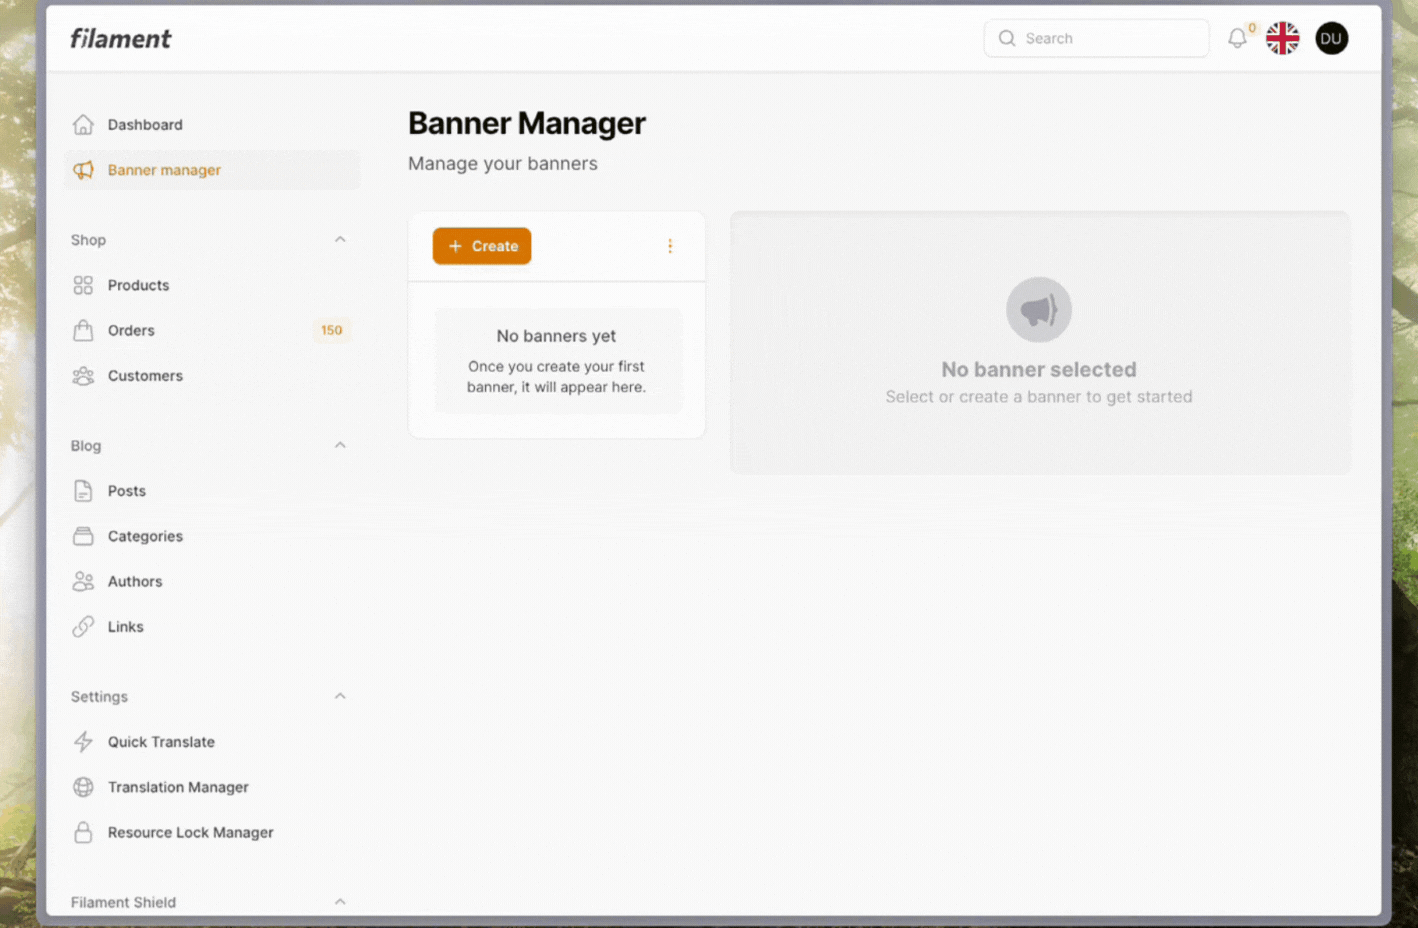 filament
Search
0
DU
Dashboard
Banner manager
Shop
Products
Orders
150
Customers
Blog
Posts
Categories
Authors
Links
Settings
Quick Translate
Translation Manager
Resource Lock Manager
Filament Shield
Banner Manager
Manage your banners
+ Create
No banners yet
Once you create your first
banner, it will appear here.
No banner selected
Select or create a banner to get started